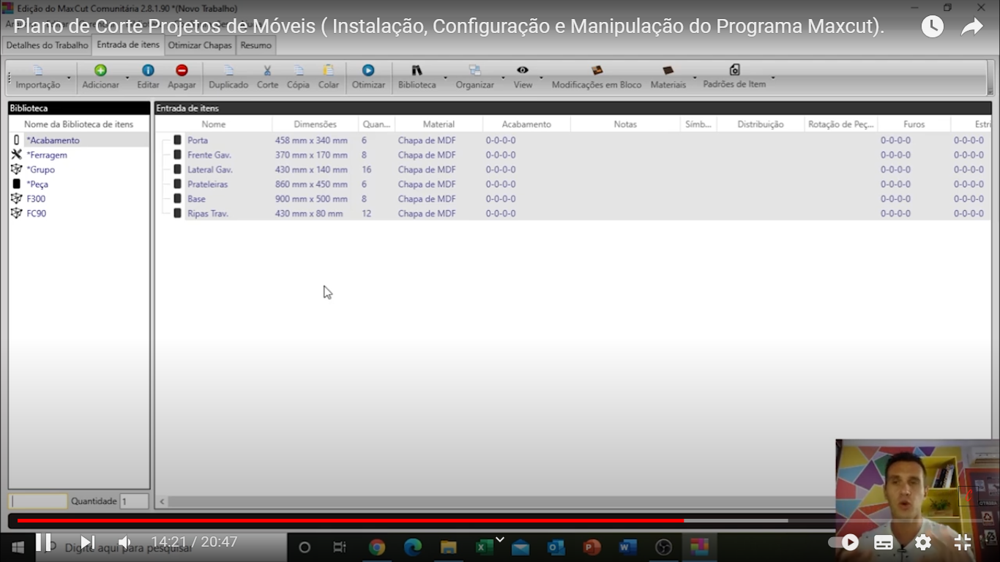 Edição do MaxCut Comunitária 2.8.1.90 *(Novo Trabalho)
Plano de Corte Projetos de Móveis ( Instalação, Configuração e Manipulação do Programa Maxcut).
Detalhes do Trabalho Entrada de itens Otimizar Chapas Resumo
Importação Adicionar Editar Apagar Duplicado Corte Cópia Colar Otimizar Biblioteca Organizar View Modificações em Bloco Materiais Padrões de Item
Biblioteca Entrada de itens
Nome da Biblioteca de itens Nome Dimensões Quan... Material Acabamento Notas Símb... Distribuição Rotação de Peç... Furos Estri
*Acabamento Porta 458 mm x 340 mm 6 Chapa de MDF 0-0-0-0 0-0-0-0 0-0-0-0
*Ferragem Frente Gav. 370 mm x 170 mm 8 Chapa de MDF 0-0-0-0 0-0-0-0 0-0-0-0
*Grupo Lateral Gav. 430 mm x 140 mm 16 Chapa de MDF 0-0-0-0 0-0-0-0 0-0-0-0
*Peça Prateleiras 860 mm x 450 mm 6 Chapa de MDF 0-0-0-0 0-0-0-0 0-0-0-0
F300 Base 900 mm x 500 mm 8 Chapa de MDF 0-0-0-0 0-0-0-0 0-0-0-0
FC90 Ripas Trav. 430 mm x 80 mm 12 Chapa de MDF 0-0-0-0 0-0-0-0 0-0-0-0
Quantidade 1
Digite aqui para pesquisar
14:21 / 20:47